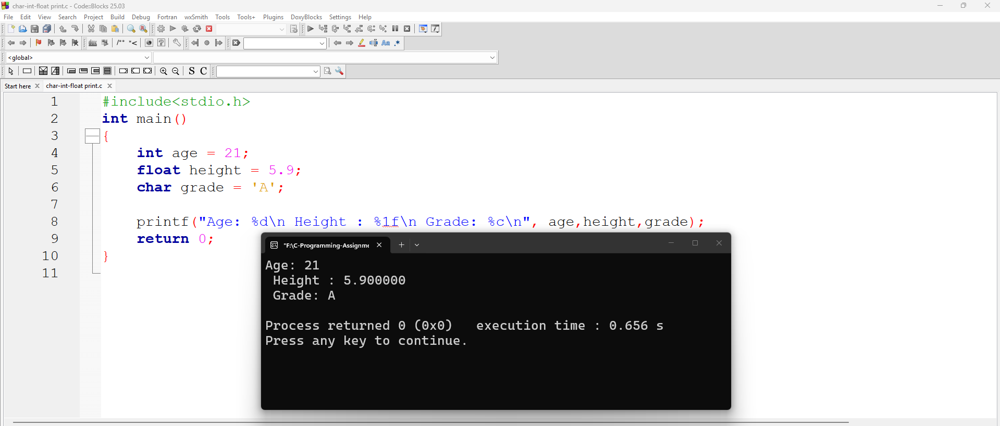 char-int-float print.c - Code::Blocks 25.03
File Edit View Search Project Build Debug Fortran wxSmith Tools Tools+ Plugins DoxyBlocks Settings Help
/** *<
Aa .*
<global>
S C
Start here char-int-float print.c
1 #include<stdio.h>
2 int main()
3 {
4 int age = 21;
5 float height = 5.9;
6 char grade = 'A';
7
8 printf("Age: %d\n Height : %1f\n Grade: %c\n", age,height,grade);
9 return 0;
10 }
11
"F:\C-Programming-Assignme
Age: 21
Height : 5.900000
Grade: A
Process returned 0 (0x0) execution time : 0.656 s
Press any key to continue.